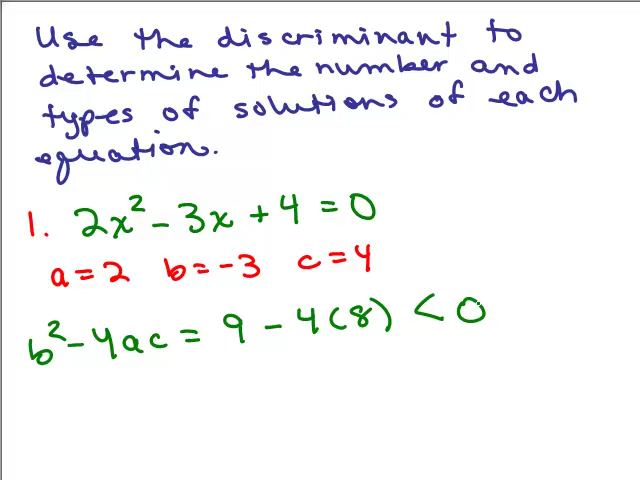 Use the discriminant to
determine the number and
types of solutions of each
equation.
1. 2x² - 3x + 4 = 0
a = 2 b = -3 c = 4
b² - 4ac = 9 - 4(8) < 0